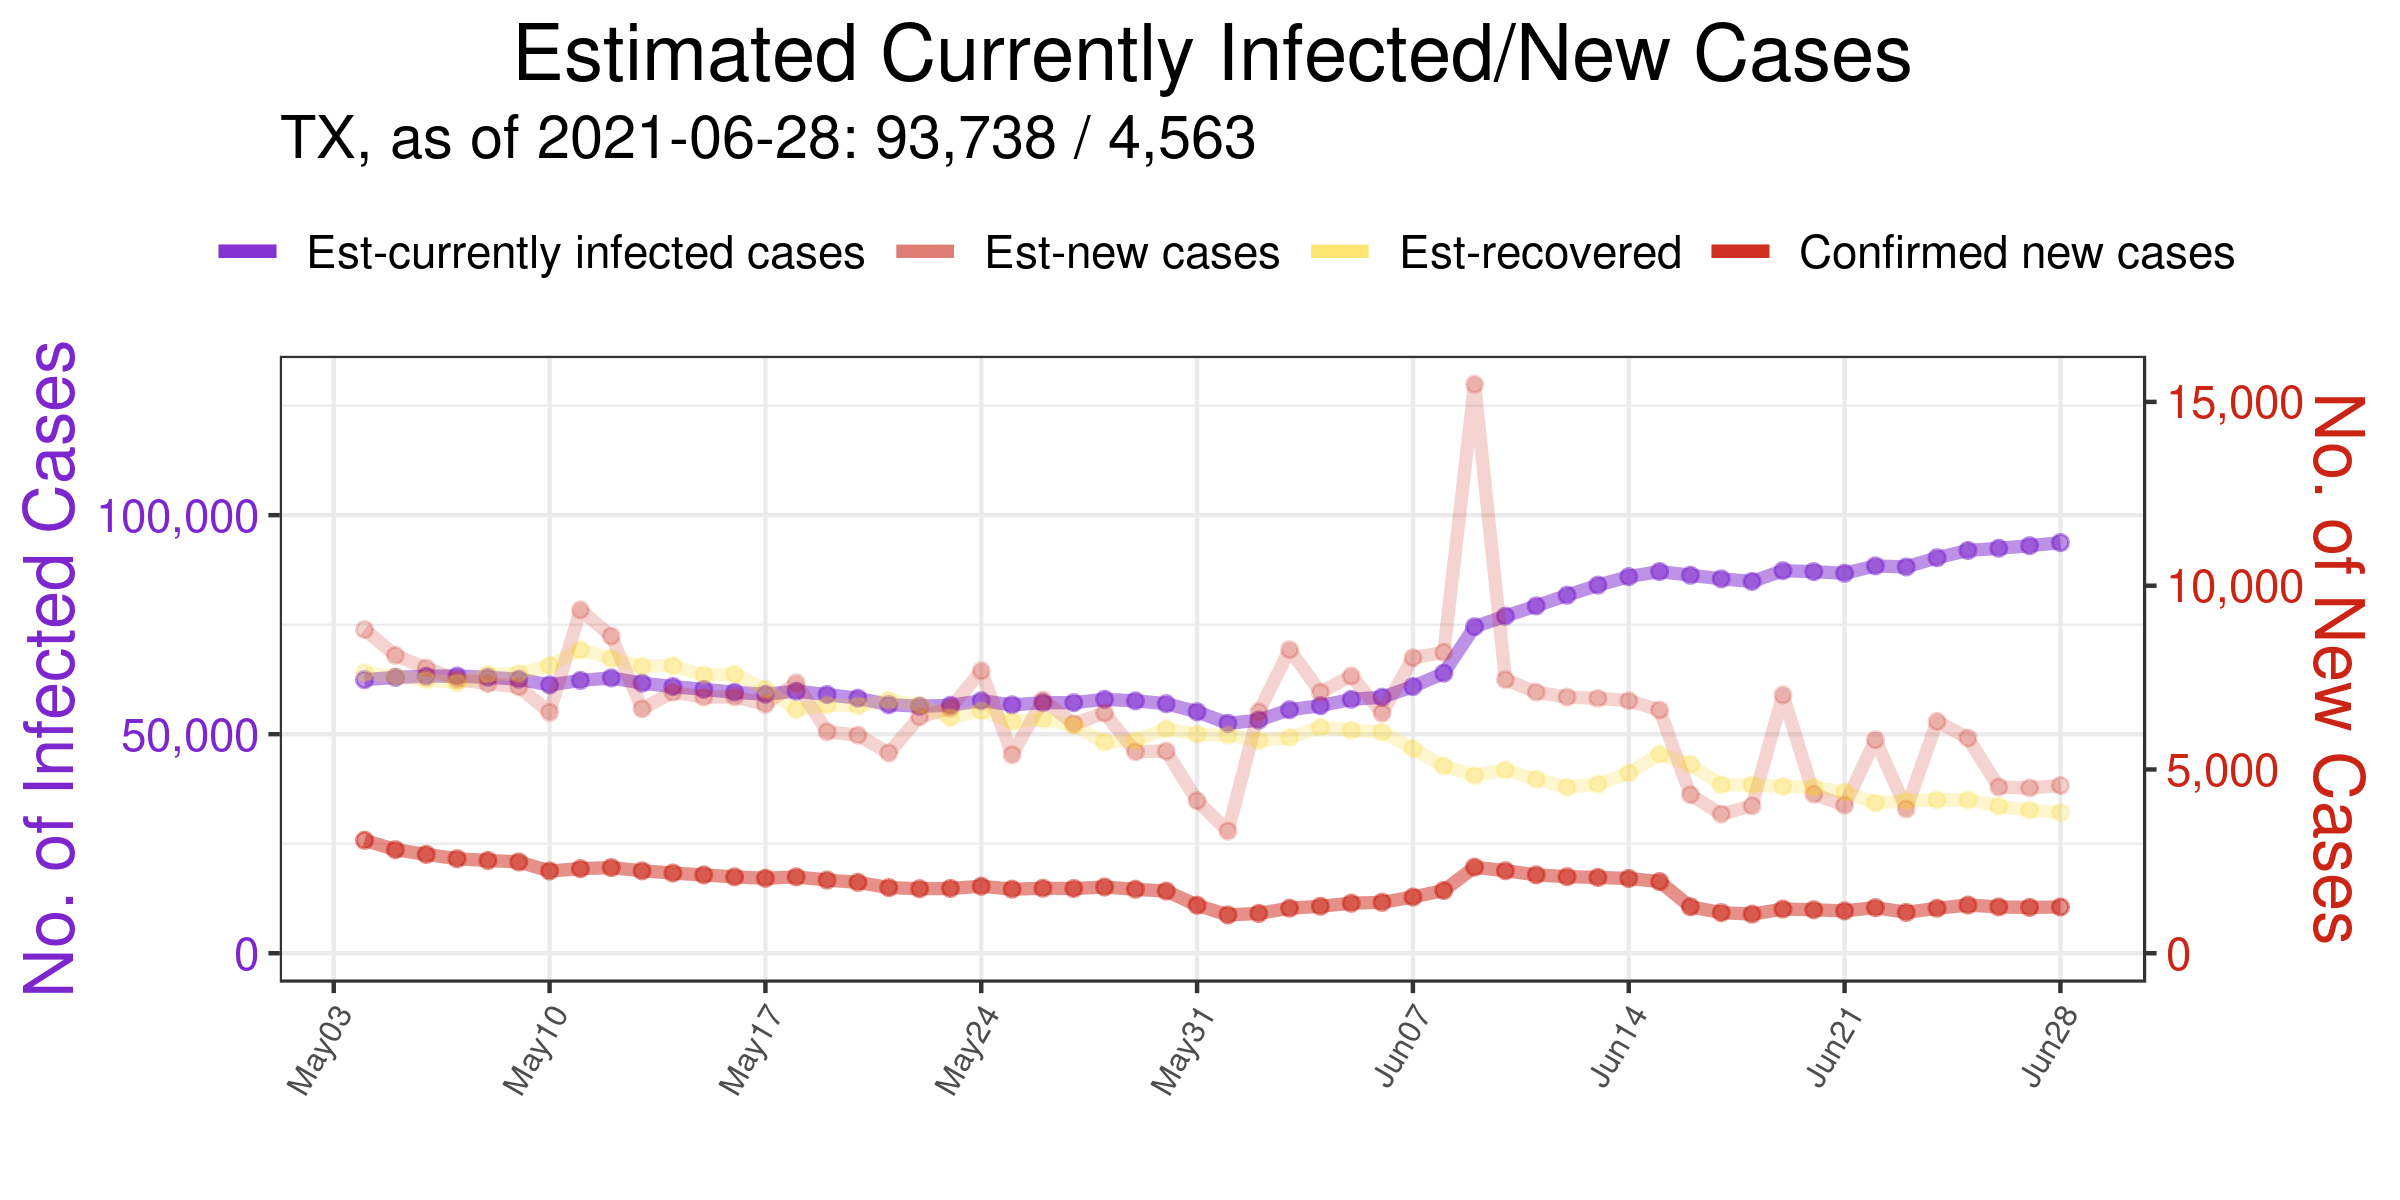 Estimated Currently Infected/New Cases
TX, as of 2021-06-28: 93,738 / 4,563
Est-currently infected cases Est-new cases Est-recovered Confirmed new cases
No. of Infected Cases
100,000
50,000
0
15,000
10,000
5,000
0
No. of New Cases
May03 May10 May17 May24 May31 Jun07 Jun14 Jun21 Jun28